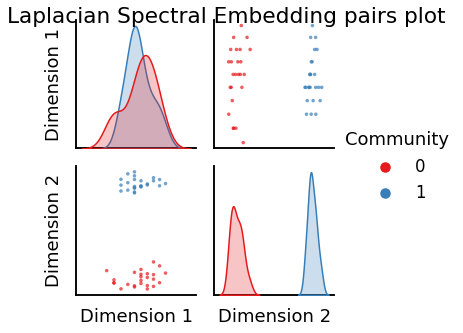 Laplacian Spectral Embedding pairs plot
Dimension 1
Community
0
1
Dimension 2
Dimension 1
Dimension 2